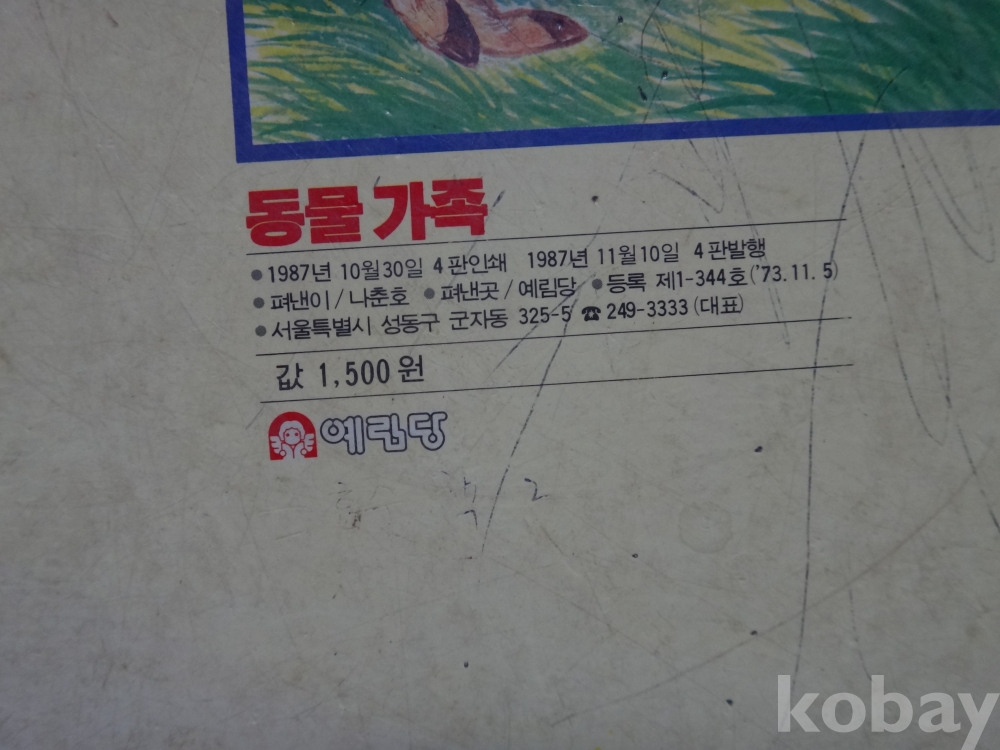 동물 가족
● 1987년 10월30일 4판인쇄 1987년 11월10일 4판발행
● 펴낸이/나춘호 ● 펴낸곳/예림당 ● 등록 제1-344호('73.11.5)
● 서울특별시 성동구 군자동 325-5 ☎ 249-3333 (대표)
값 1,500원
예림당
2
kobay